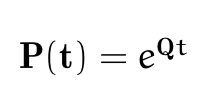 P(t) = e^{Qt}